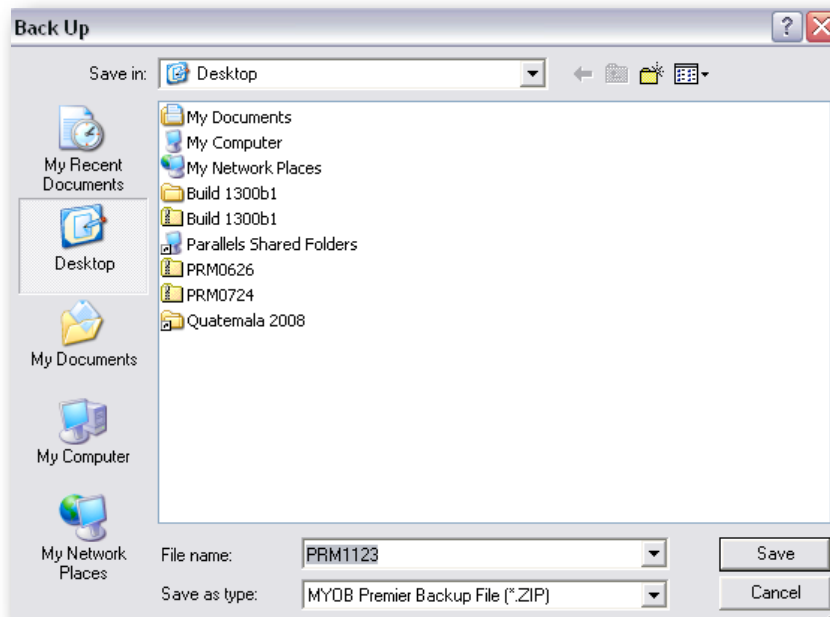 Back Up
Save in:
Desktop
My Recent
Documents
Desktop
My Documents
My Computer
My Network
Places
My Documents
My Computer
My Network Places
Build 1300b1
Build 1300b1
Parallels Shared Folders
PRM0626
PRM0724
Quatemala 2008
File name:
PRM1123
Save
Save as type:
MYOB Premier Backup File (*.ZIP)
Cancel